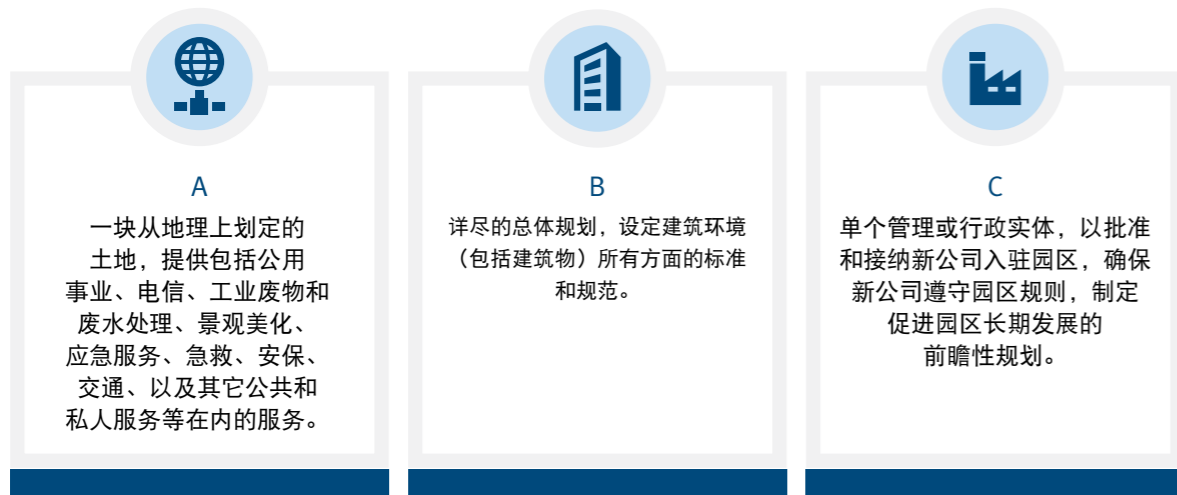 A
一块从地理上划定的
土地，提供包括公用
事业、电信、工业废物和
废水处理、景观美化、
应急服务、急救、安保、
交通、以及其它公共和
私人服务等在内的服务。
B
详尽的总体规划，设定建筑环境
（包括建筑物）所有方面的标准
和规范。
C
单个管理或行政实体，以批准
和接纳新公司入驻园区，确保
新公司遵守园区规则，制定
促进园区长期发展的
前瞻性规划。